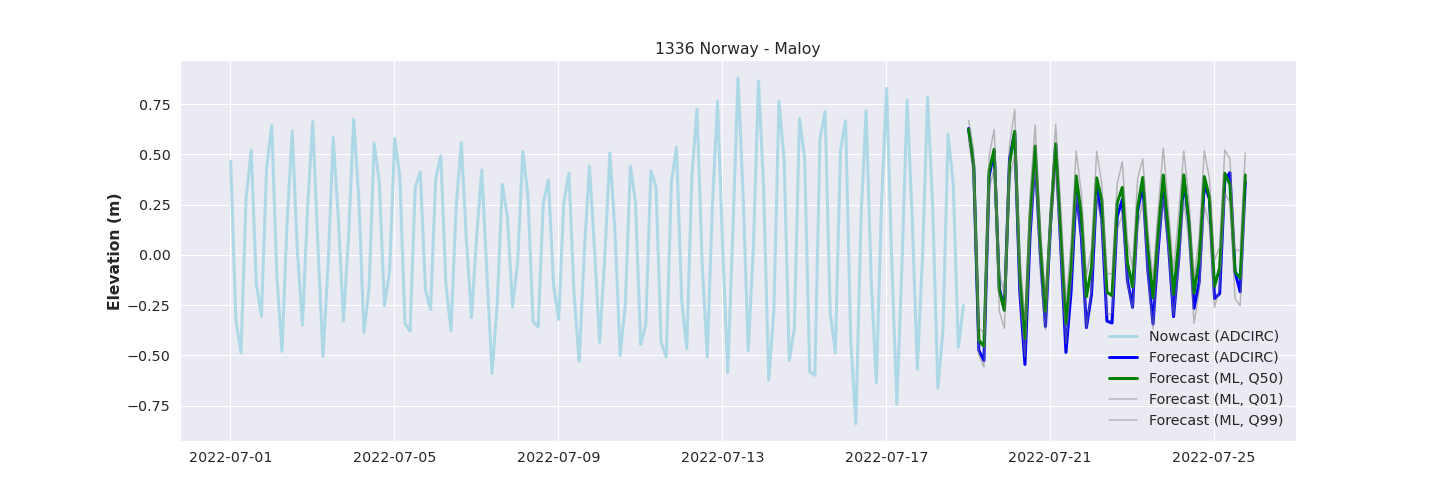 1336 Norway - Maloy
Elevation (m)
0.75
0.50
0.25
0.00
−0.25
−0.50
−0.75
Nowcast (ADCIRC)
Forecast (ADCIRC)
Forecast (ML, Q50)
Forecast (ML, Q01)
Forecast (ML, Q99)
2022-07-01 2022-07-05 2022-07-09 2022-07-13 2022-07-17 2022-07-21 2022-07-25